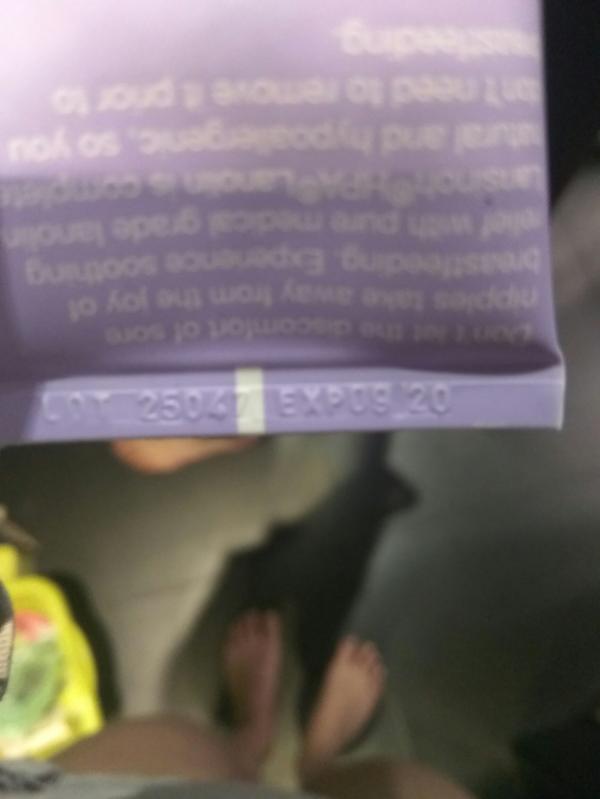 Don't let the discomfort of sore
nipples take away from the joy of
breastfeeding. Experience soothing
relief with pure medical grade lanolin
Lansinoh® HPA® Lanolin is complete
natural and hypoallergenic, so you
don't need to remove it prior to
breastfeeding.
LOT 25047 EXP09 20